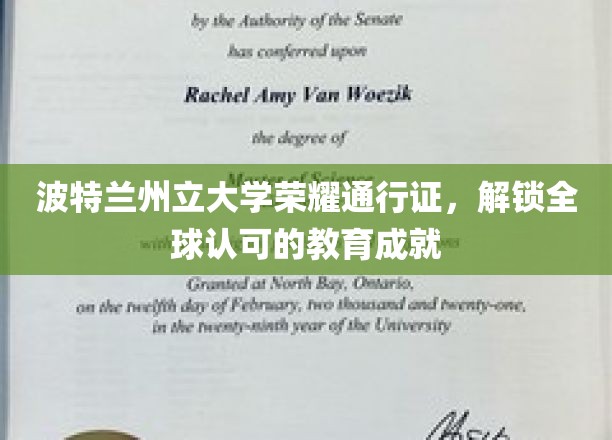 by the Authority of the Senate
has conferred upon
Rachel Amy Van Woezik
the degree of
Master of Science
波特兰州立大学荣耀通行证，解锁全
球认可的教育成就
Granted at North Bay, Ontario,
on the twelfth day of February, two thousand and twenty-one,
in the twenty-ninth year of the University